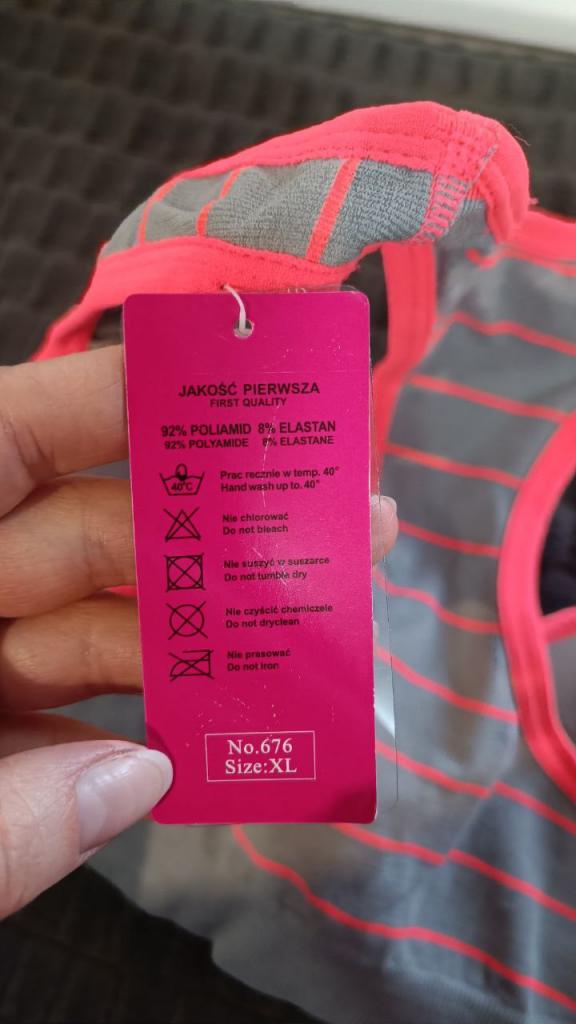 JAKOŚĆ PIERWSZA
FIRST QUALITY
92% POLIAMID 8% ELASTAN
92% POLYAMIDE 8% ELASTANE
40°C
Prac recznie w temp. 40°
Hand wash up to. 40°
Nie chlorować
Do not bleach
Nie suszyć w suszarce
Do not tumble dry
Nie czyścić chemiczele
Do not dryclean
Nie prasować
Do not iron
No.676
Size:XL